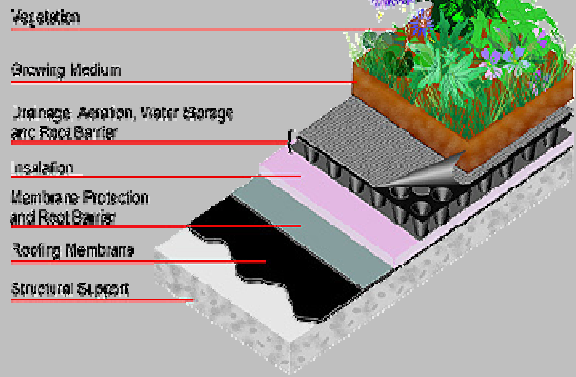 Vegetation
Growing Medium
Drainage, Aeration, Water Storage
and Root Barrier
Insulation
Membrane Protection
and Root Barrier
Roofing Membrane
Structural Support